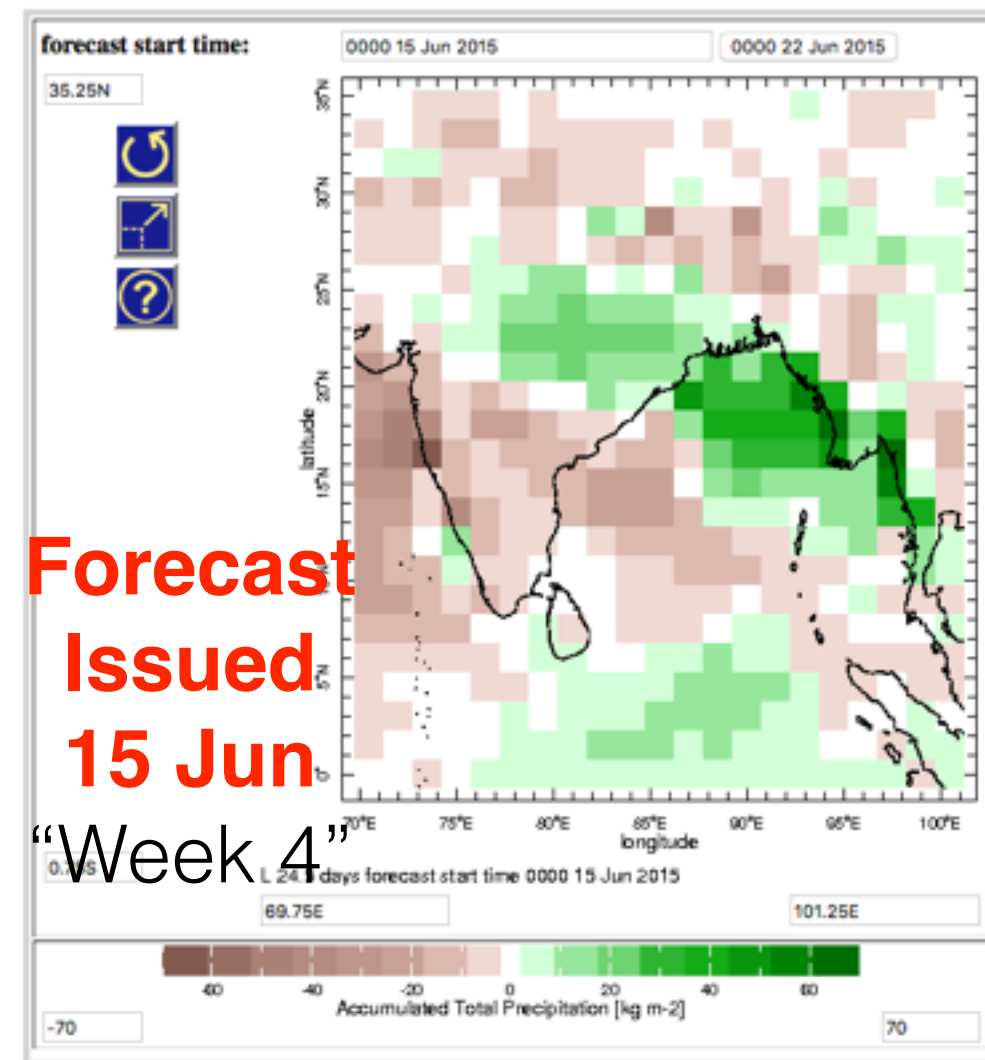 forecast start time:
0000 15 Jun 2015
0000 22 Jun 2015
35.25N
?
35°N
30°N
25°N
20°N
15°N
5°N
0°
latitude
Forecast
Issued
15 Jun
“Week 4”
70°E 75°E 80°E 85°E 90°E 95°E 100°E
longitude
days forecast start time 0000 15 Jun 2015
69.75E
101.25E
-60 -40 -20 0 20 40 60
Accumulated Total Precipitation [kg m-2]
-70
70